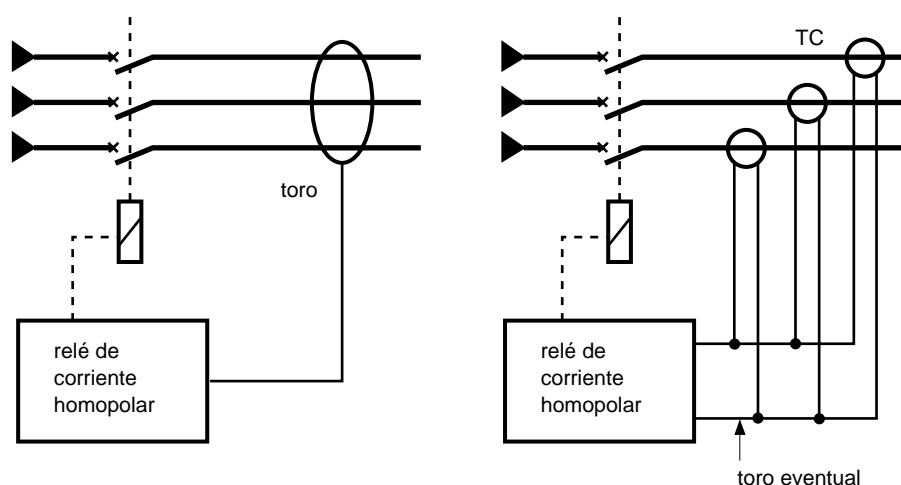 TC
toro
relé de
corriente
homopolar
relé de
corriente
homopolar
toro eventual